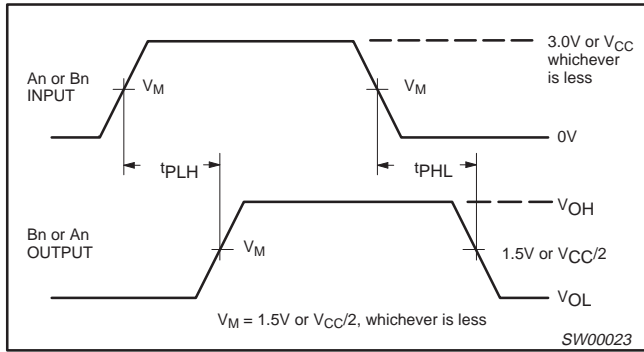 3.0V or VCC
whichever
is less
An or Bn
INPUT
VM
VM
0V
tPLH
tPHL
VOH
Bn or An
OUTPUT
VM
1.5V or VCC/2
VOL
VM = 1.5V or VCC/2, whichever is less
SW00023